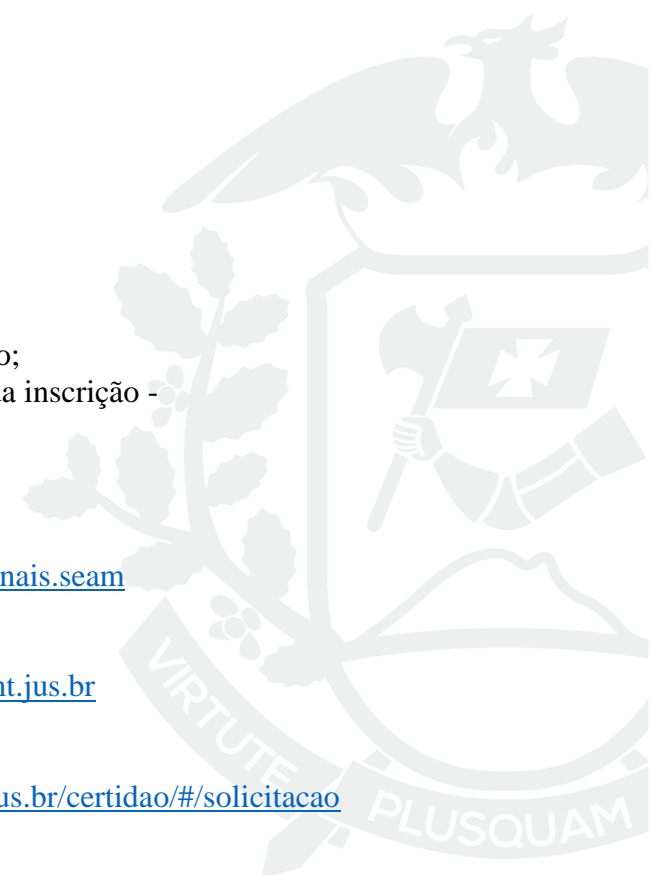 o;
a inscrição -
nais.seam
nt.jus.br
us.br/certidao/#/solicitacao
VIRTUTE
PLUSQUAM